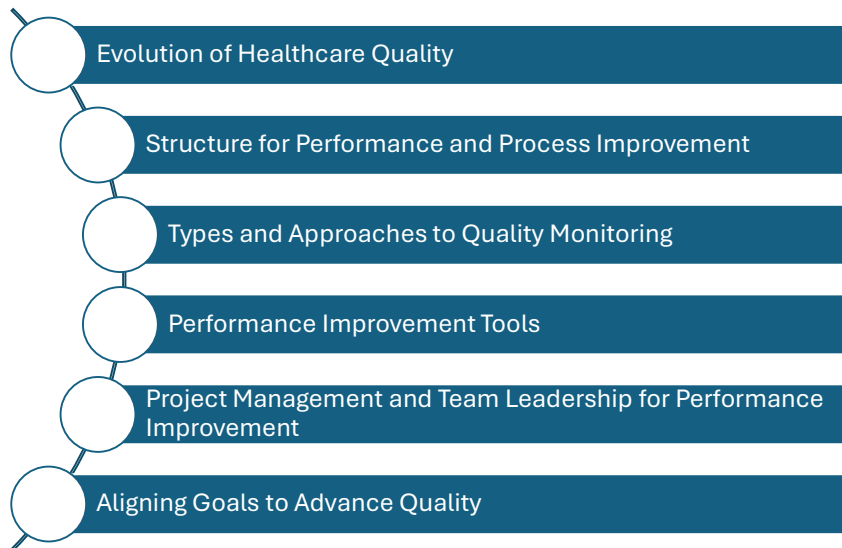 Evolution of Healthcare Quality
Structure for Performance and Process Improvement
Types and Approaches to Quality Monitoring
Performance Improvement Tools
Project Management and Team Leadership for Performance
Improvement
Aligning Goals to Advance Quality